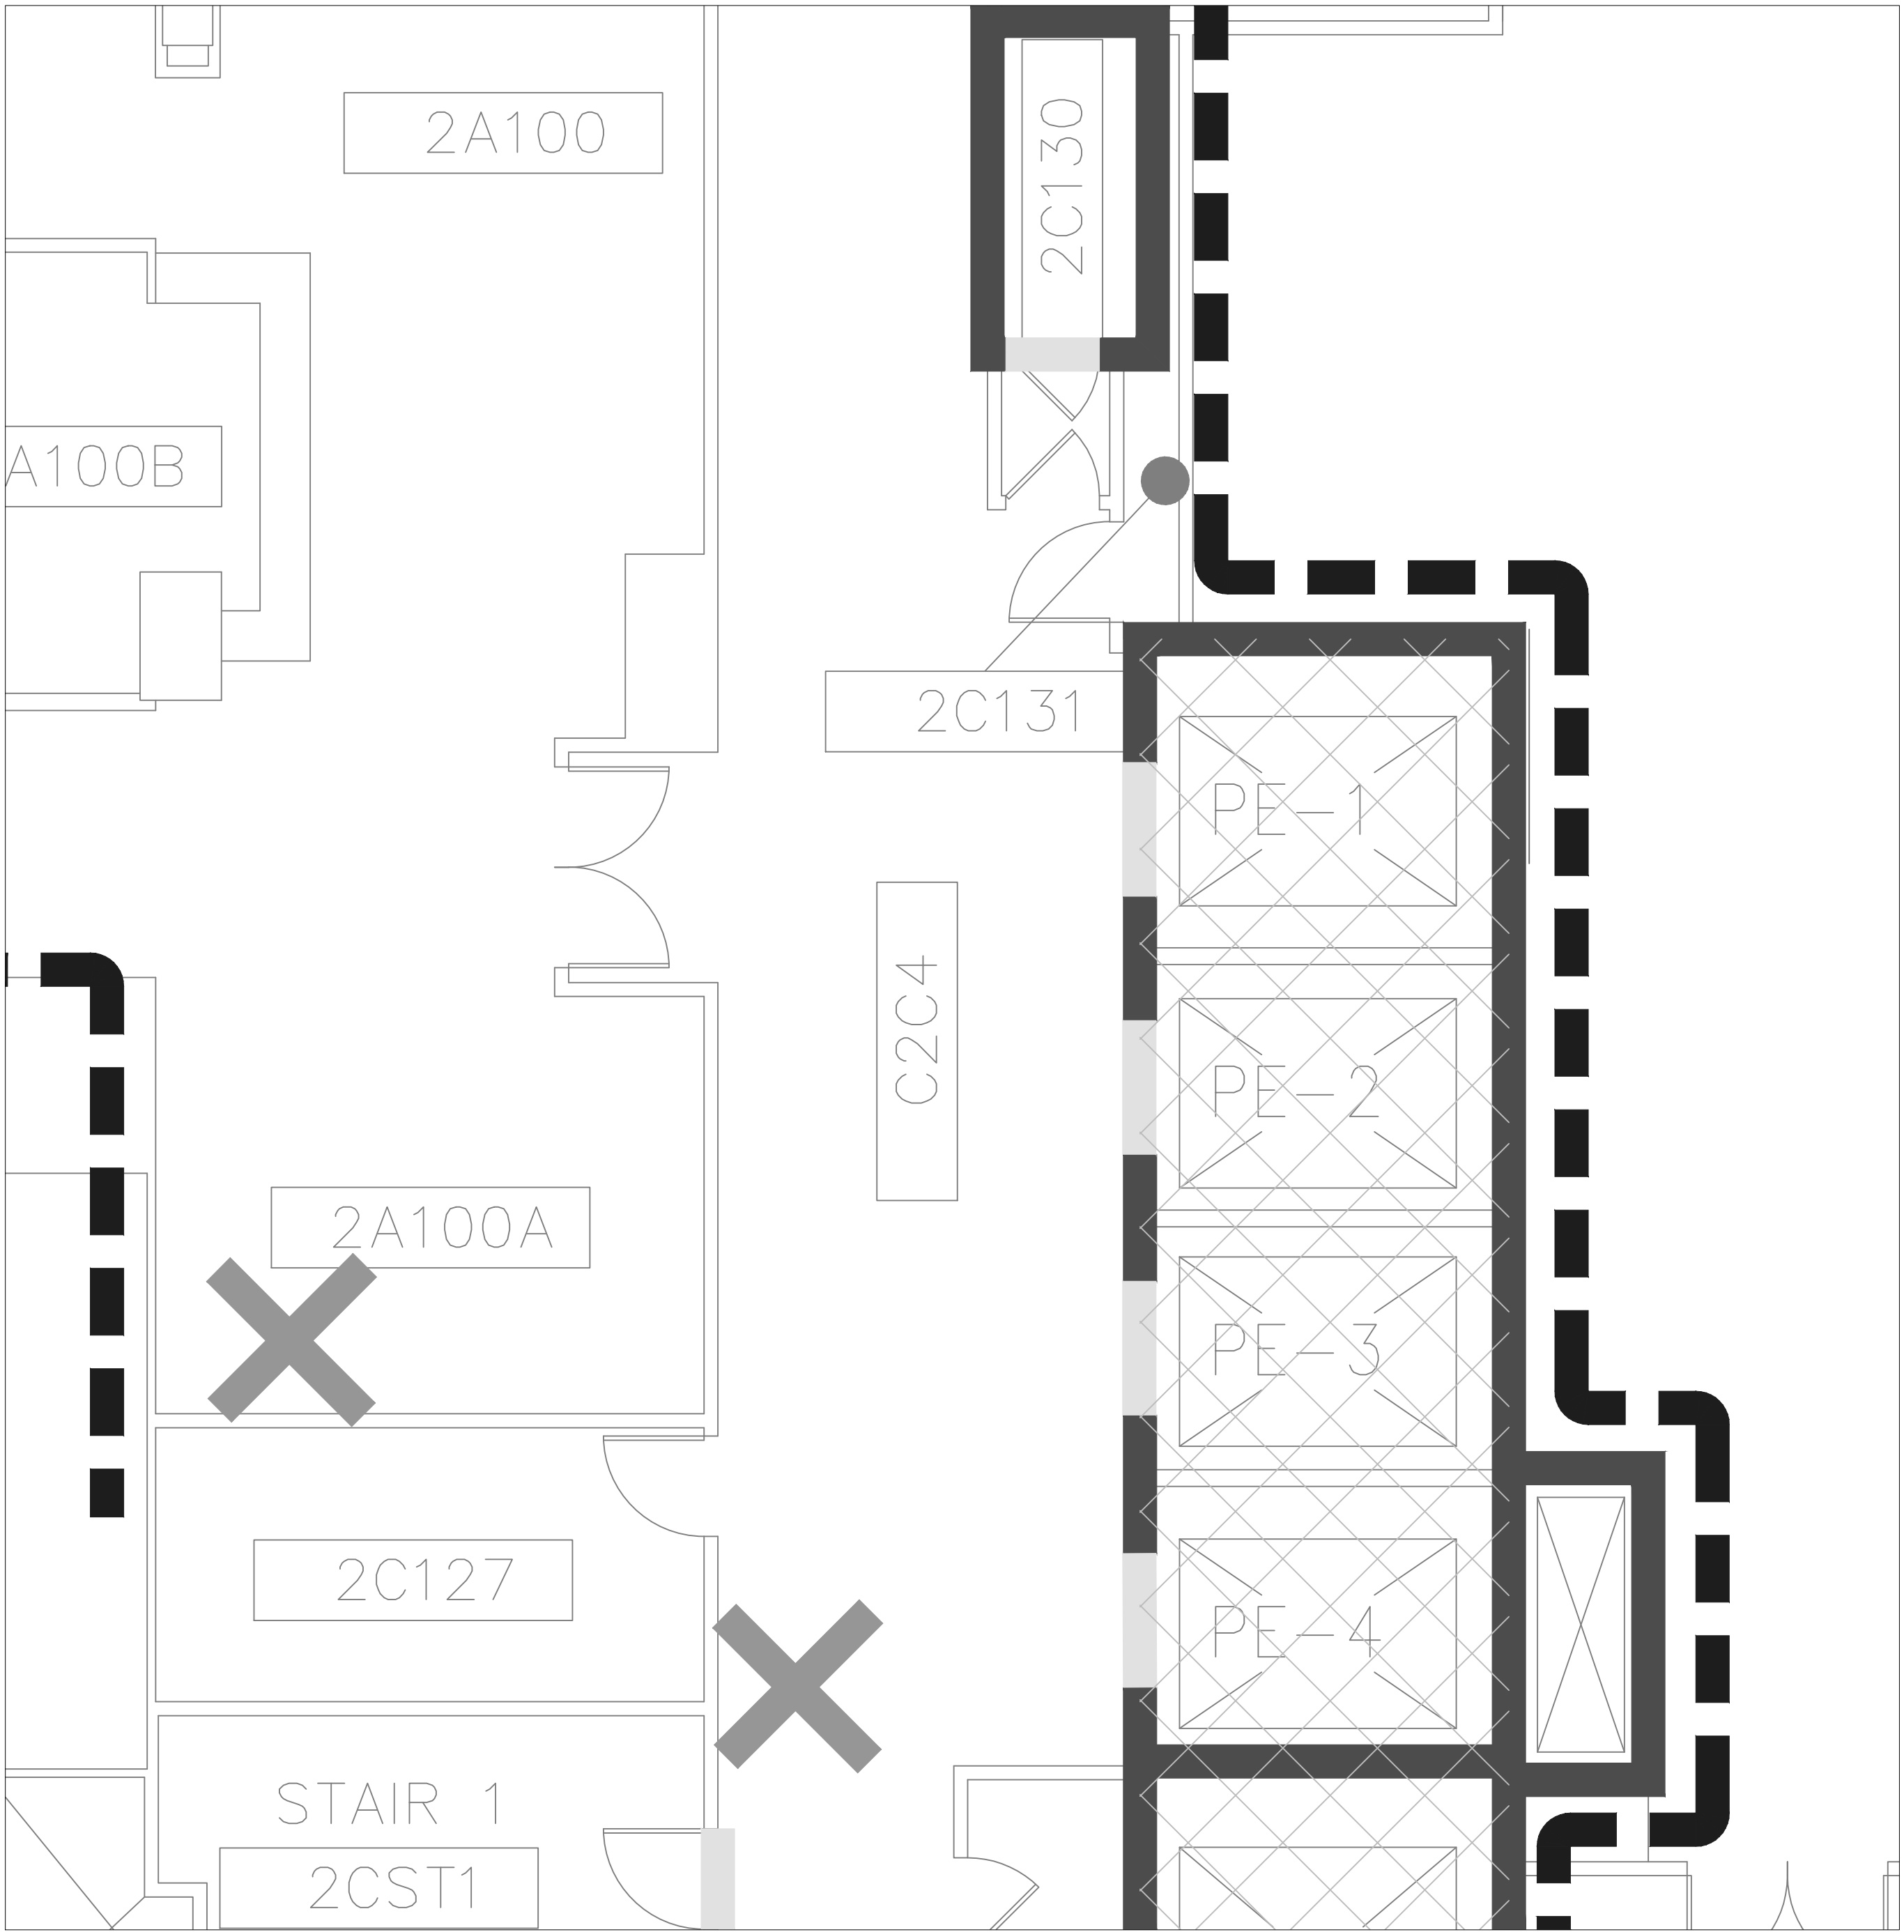 2A100
2C130
A100B
2C131
PE-1
C2C4
PE-2
2A100A
PE-3
2C127
PE-4
STAIR 1
2CST1